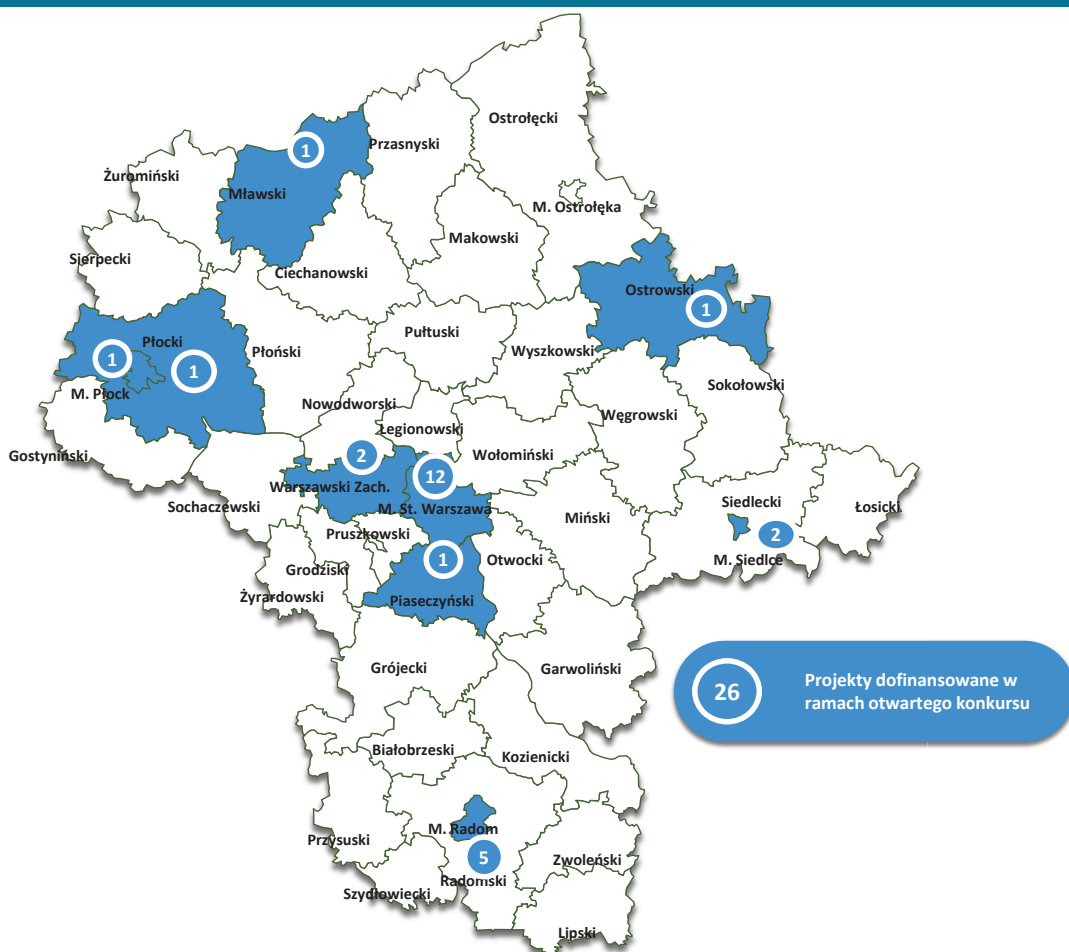 Ostrołęcki
Przasnyski
1
Żuromiński
Mławski
M. Ostrołęka
Makowski
Sierpecki
Ciechanowski
Ostrowski
1
Pułtuski
Płocki
Płoński
Wyszkowski
1
1
M. Płock
Sokołowski
Nowodworski
Węgrowski
Legionowski
Gostyniński
2
Wołomiński
12
Warszawski Zach.
Sochaczewski
M. St. Warszawa
Siedlecki
Łosicki
Miński
Pruszkowski
2
1
Otwocki
M. Siedlce
Grodziski
Żyrardowski
Piaseczyński
Grójecki
Garwoliński
26
Projekty dofinansowane w
ramach otwartego konkursu
Białobrzeski
Kozienicki
M. Radom
Przysuski
5
Zwoleński
Radomski
Szydłowiecki
Lipski